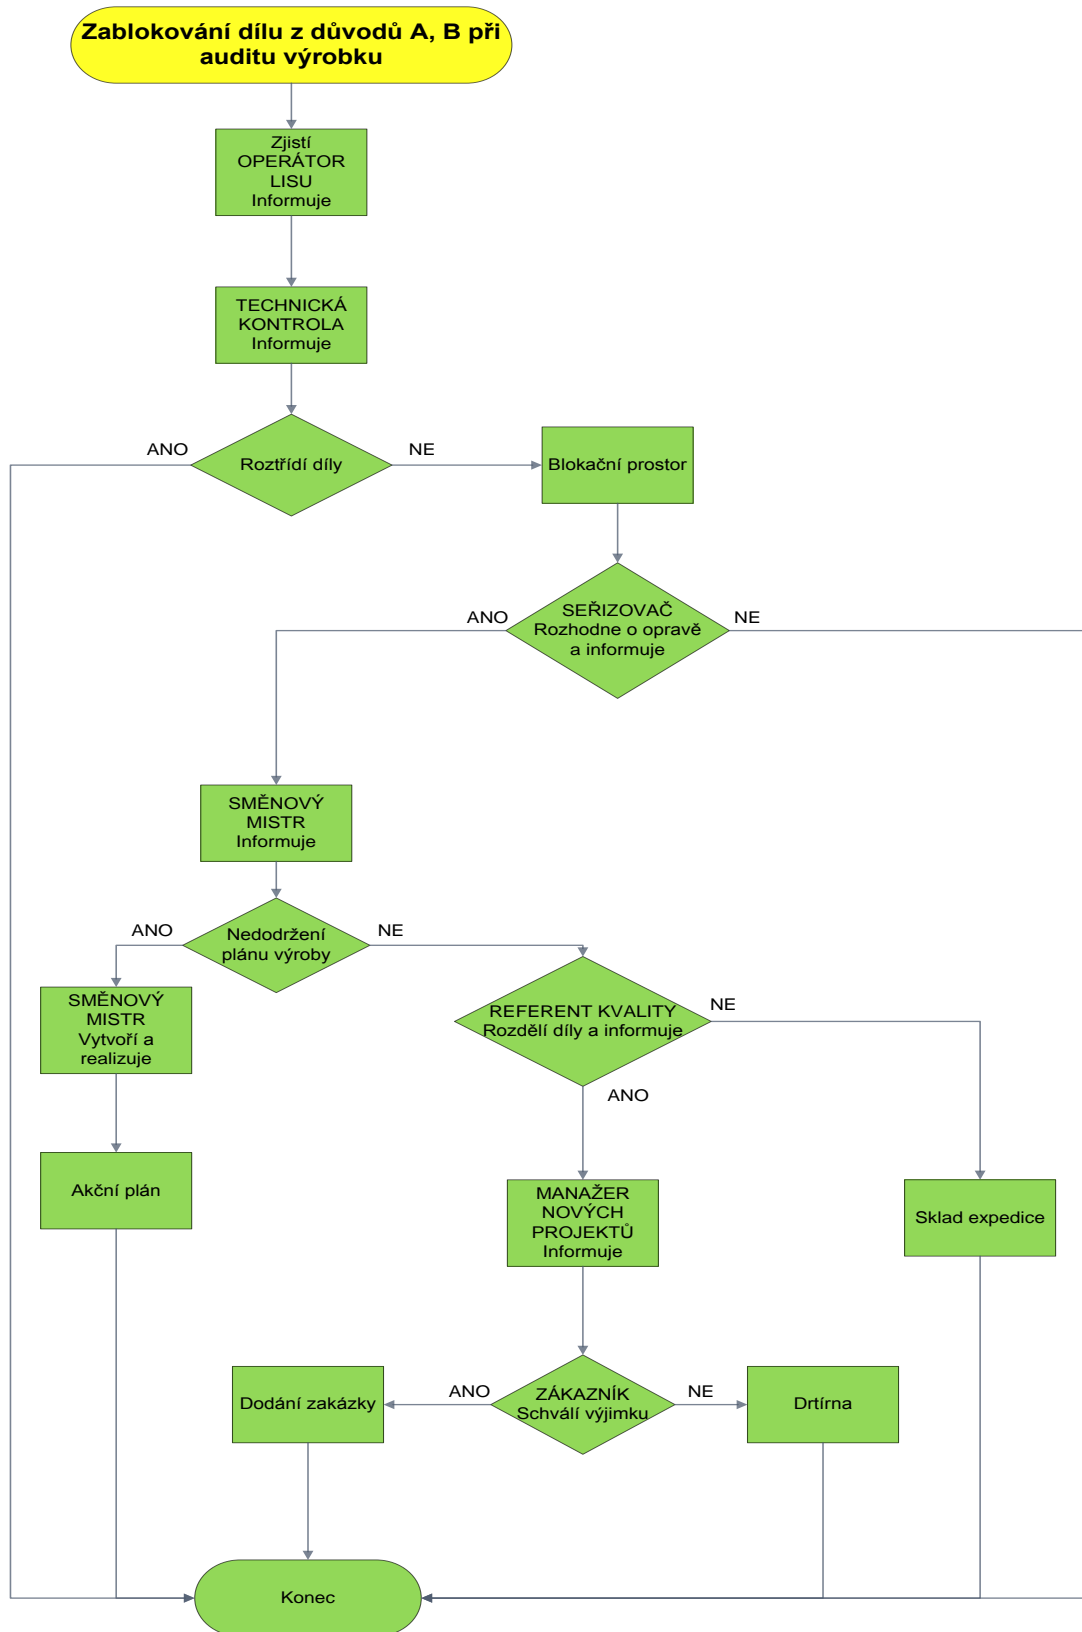 Zablokování dílu z důvodů A, B při
auditu výrobku
Zjistí
OPERÁTOR
LISU
Informuje
TECHNICKÁ
KONTROLA
Informuje
ANO
Roztřídí díly
NE
Blokační prostor
ANO
SEŘIZOVAČ
Rozhodne o opravě
a informuje
NE
SMĚNOVÝ
MISTR
Informuje
ANO
Nedodržení
plánu výroby
NE
SMĚNOVÝ
MISTR
Vytvoří a
realizuje
REFERENT KVALITY
Rozdělí díly a informuje
NE
ANO
Akční plán
MANAŽER
NOVÝCH
PROJEKTŮ
Informuje
Sklad expedice
Dodání zakázky
ANO
ZÁKAZNÍK
Schválí výjimku
NE
Drtírna
Konec